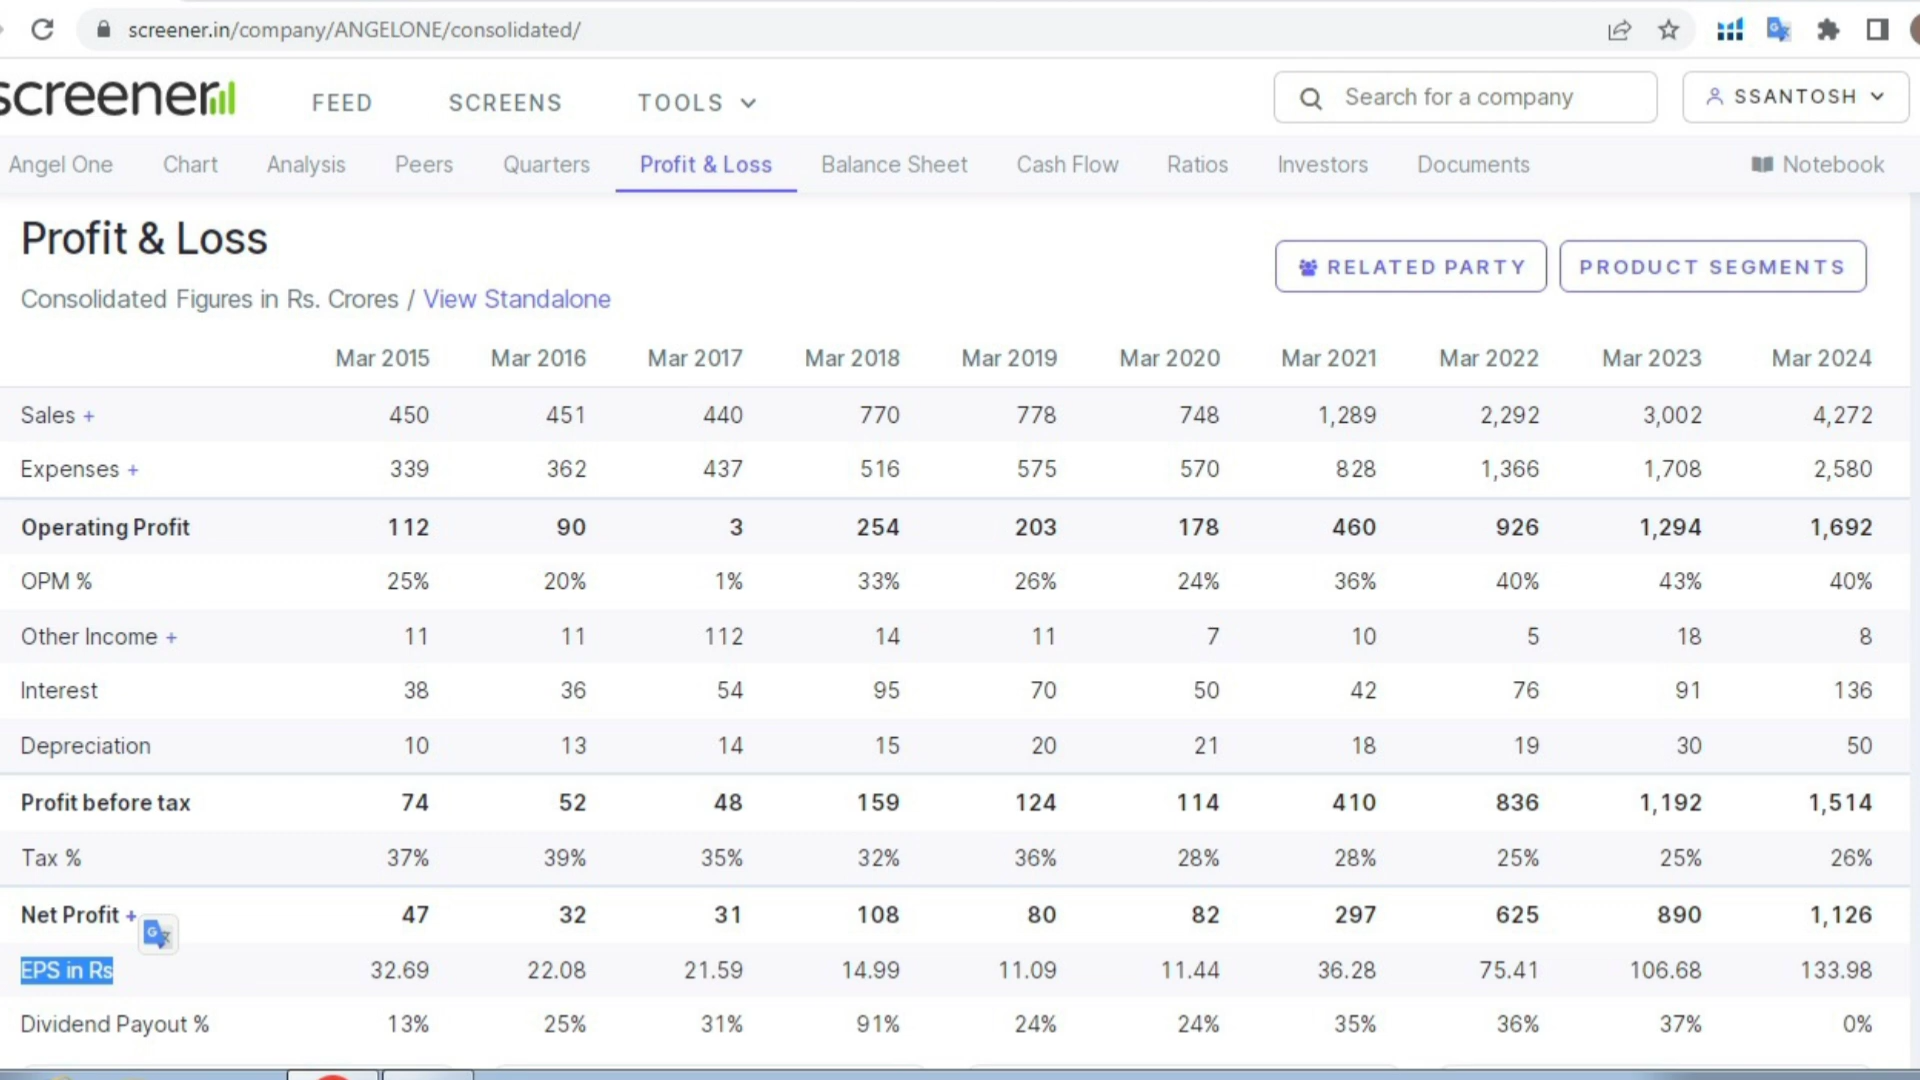 screener.in/company/ANGELONE/consolidated/
screener FEED SCREENS TOOLS Search for a company SSANTOSH
Angel One Chart Analysis Peers Quarters Profit & Loss Balance Sheet Cash Flow Ratios Investors Documents Notebook
Profit & Loss
RELATED PARTY PRODUCT SEGMENTS
Consolidated Figures in Rs. Crores / View Standalone
Mar 2015 Mar 2016 Mar 2017 Mar 2018 Mar 2019 Mar 2020 Mar 2021 Mar 2022 Mar 2023 Mar 2024
Sales + 450 451 440 770 778 748 1,289 2,292 3,002 4,272
Expenses + 339 362 437 516 575 570 828 1,366 1,708 2,580
Operating Profit 112 90 3 254 203 178 460 926 1,294 1,692
OPM % 25% 20% 1% 33% 26% 24% 36% 40% 43% 40%
Other Income + 11 11 112 14 11 7 10 5 18 8
Interest 38 36 54 95 70 50 42 76 91 136
Depreciation 10 13 14 15 20 21 18 19 30 50
Profit before tax 74 52 48 159 124 114 410 836 1,192 1,514
Tax % 37% 39% 35% 32% 36% 28% 28% 25% 25% 26%
Net Profit + 47 32 31 108 80 82 297 625 890 1,126
EPS in Rs 32.69 22.08 21.59 14.99 11.09 11.44 36.28 75.41 106.68 133.98
Dividend Payout % 13% 25% 31% 91% 24% 24% 35% 36% 37% 0%